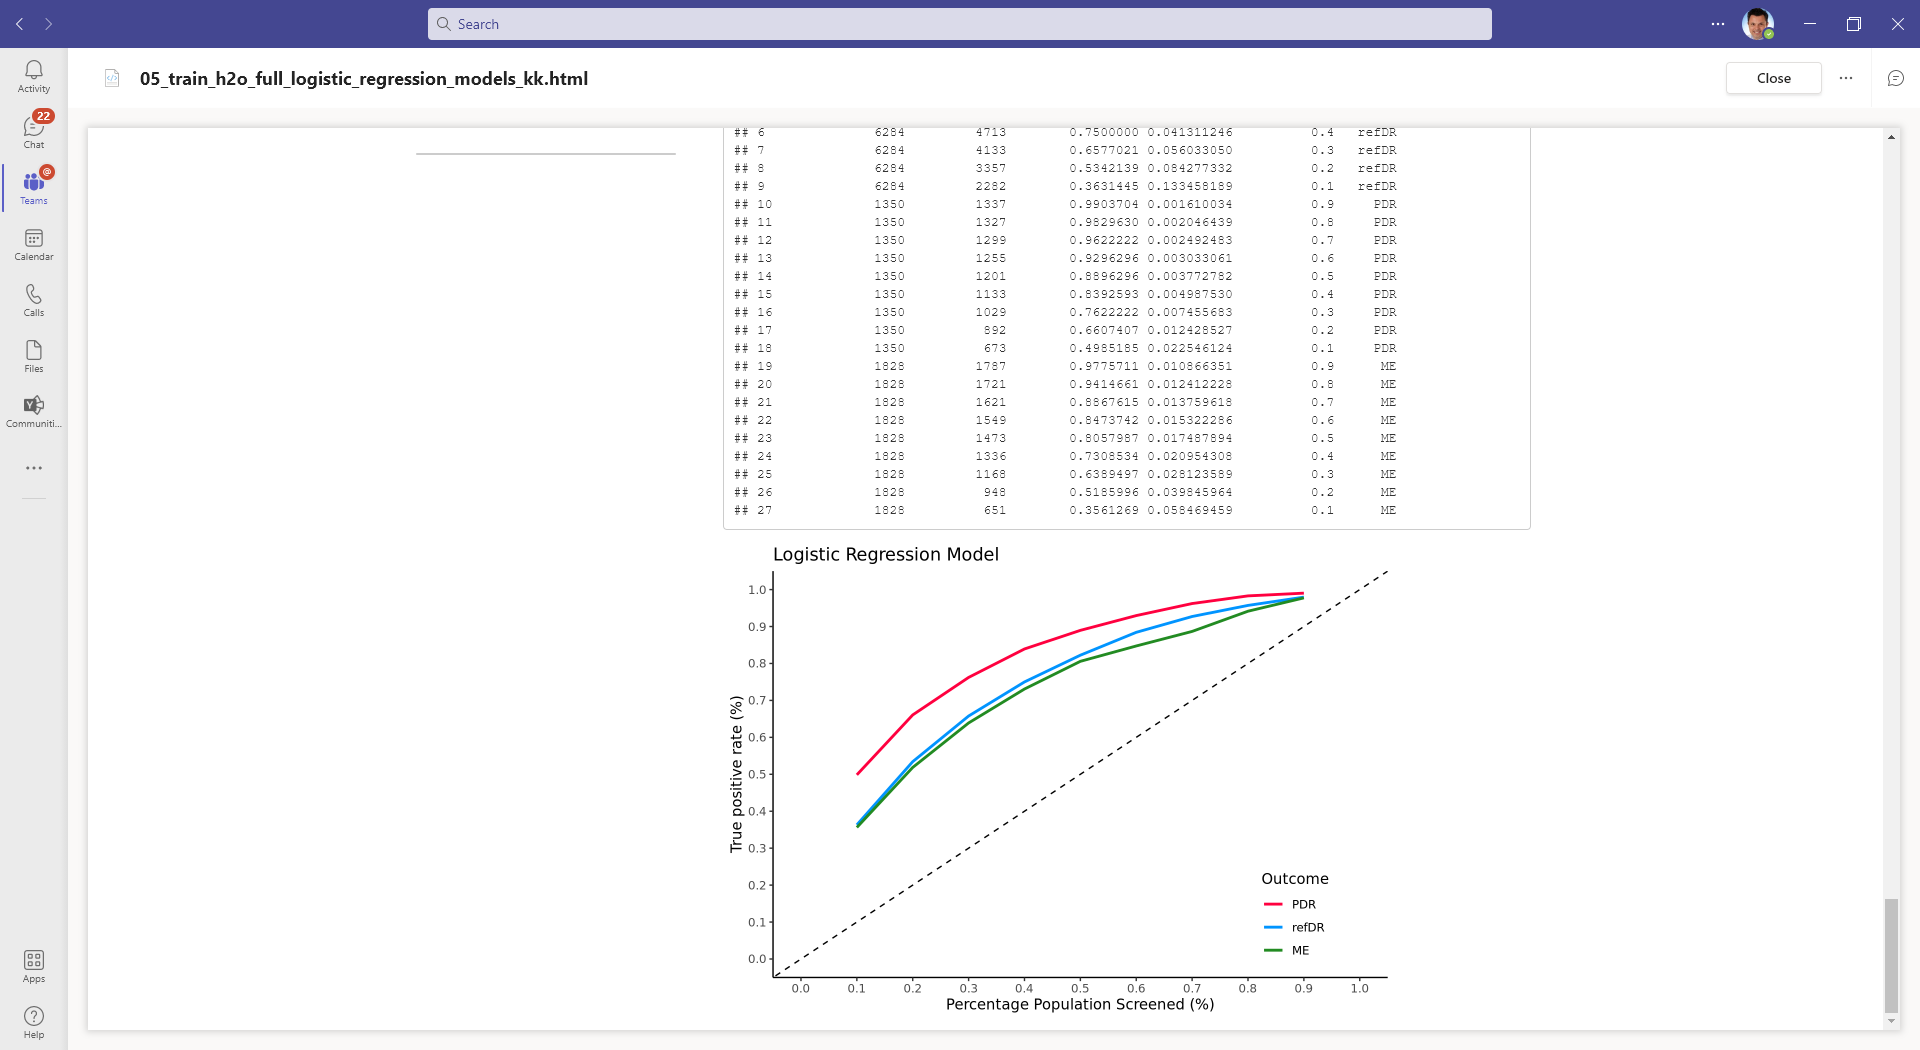 Search
Activity
22
Chat
@
Teams
Calendar
Calls
Files
Communiti...
Apps
Help
05_train_h2o_full_logistic_regression_models_kk.html
Close
## 6 6284 4713 0.7500000 0.041311246 0.4 refDR
## 7 6284 4133 0.6577021 0.056033050 0.3 refDR
## 8 6284 3357 0.5342139 0.084277332 0.2 refDR
## 9 6284 2282 0.3631445 0.133458189 0.1 refDR
## 10 1350 1337 0.9903704 0.001610034 0.9 PDR
## 11 1350 1327 0.9829630 0.002046439 0.8 PDR
## 12 1350 1299 0.9622222 0.002492483 0.7 PDR
## 13 1350 1255 0.9296296 0.003033061 0.6 PDR
## 14 1350 1201 0.8896296 0.003772782 0.5 PDR
## 15 1350 1133 0.8392593 0.004987530 0.4 PDR
## 16 1350 1029 0.7622222 0.007455683 0.3 PDR
## 17 1350 892 0.6607407 0.012428527 0.2 PDR
## 18 1350 673 0.4985185 0.022546124 0.1 PDR
## 19 1828 1787 0.9775711 0.010866351 0.9 ME
## 20 1828 1721 0.9414661 0.012412228 0.8 ME
## 21 1828 1621 0.8867615 0.013759618 0.7 ME
## 22 1828 1549 0.8473742 0.015322286 0.6 ME
## 23 1828 1473 0.8057987 0.017487894 0.5 ME
## 24 1828 1336 0.7308534 0.020954308 0.4 ME
## 25 1828 1168 0.6389497 0.028123589 0.3 ME
## 26 1828 948 0.5185996 0.039845964 0.2 ME
## 27 1828 651 0.3561269 0.058469459 0.1 ME
Logistic Regression Model
True positive rate (%)
1.0
0.9
0.8
0.7
0.6
0.5
0.4
0.3
0.2
0.1
0.0
Outcome
PDR
refDR
ME
0.0 0.1 0.2 0.3 0.4 0.5 0.6 0.7 0.8 0.9 1.0
Percentage Population Screened (%)